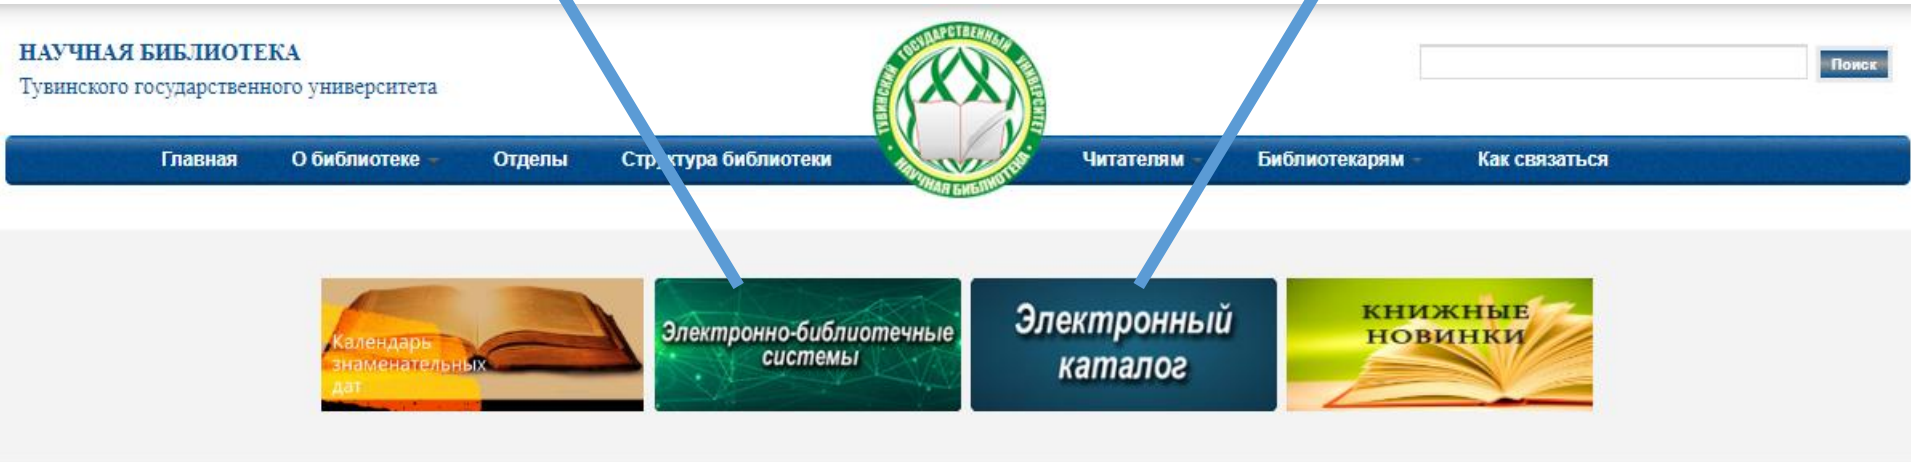 НАУЧНАЯ БИБЛИОТЕКА
Тувинского государственного университета
ТУВИНСКИЙ ГОСУДАРСТВЕННЫЙ УНИВЕРСИТЕТ
НАУЧНАЯ БИБЛИОТЕКА
Поиск
Главная О библиотеке Отделы Структура библиотеки Читателям Библиотекарям Как связаться
Календарь
знаменательных
дат
Электронно-библиотечные
системы
Электронный
каталог
КНИЖНЫЕ
НОВИНКИ